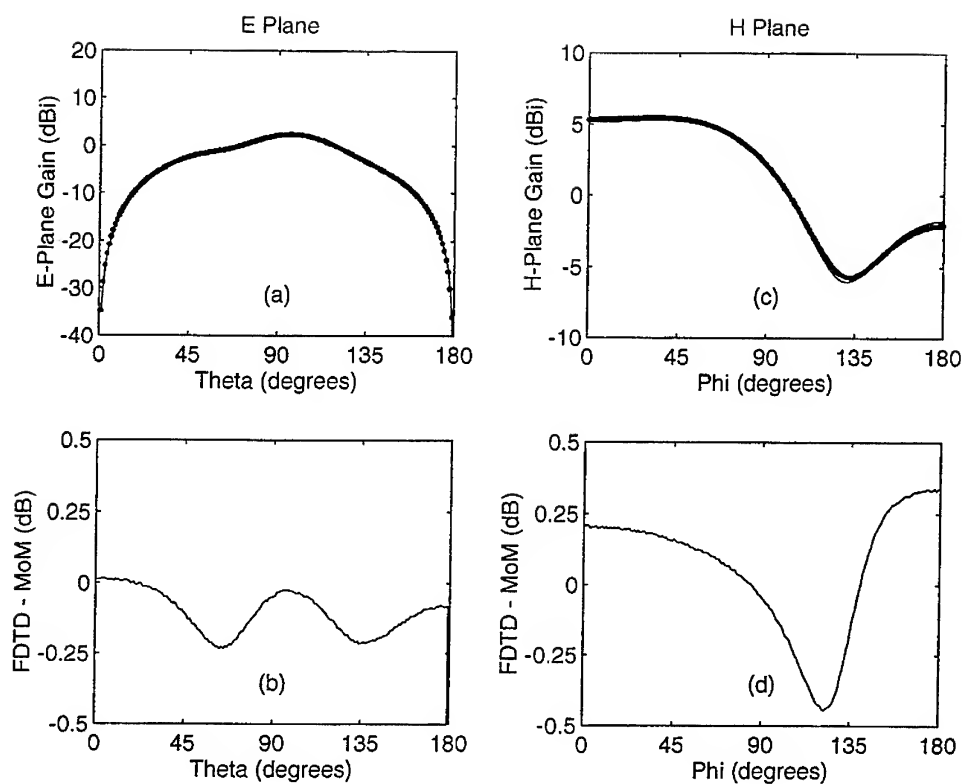 E Plane
20
10
0
-10
-20
-30
-40
E-Plane Gain (dBi)
(a)
0 45 90 135 180
Theta (degrees)
H Plane
10
5
0
-5
-10
H-Plane Gain (dBi)
(c)
0 45 90 135 180
Phi (degrees)
0.5
0.25
0
-0.25
-0.5
FDTD - MoM (dB)
(b)
0 45 90 135 180
Theta (degrees)
0.5
0.25
0
-0.25
-0.5
FDTD - MoM (dB)
(d)
0 45 90 135 180
Phi (degrees)